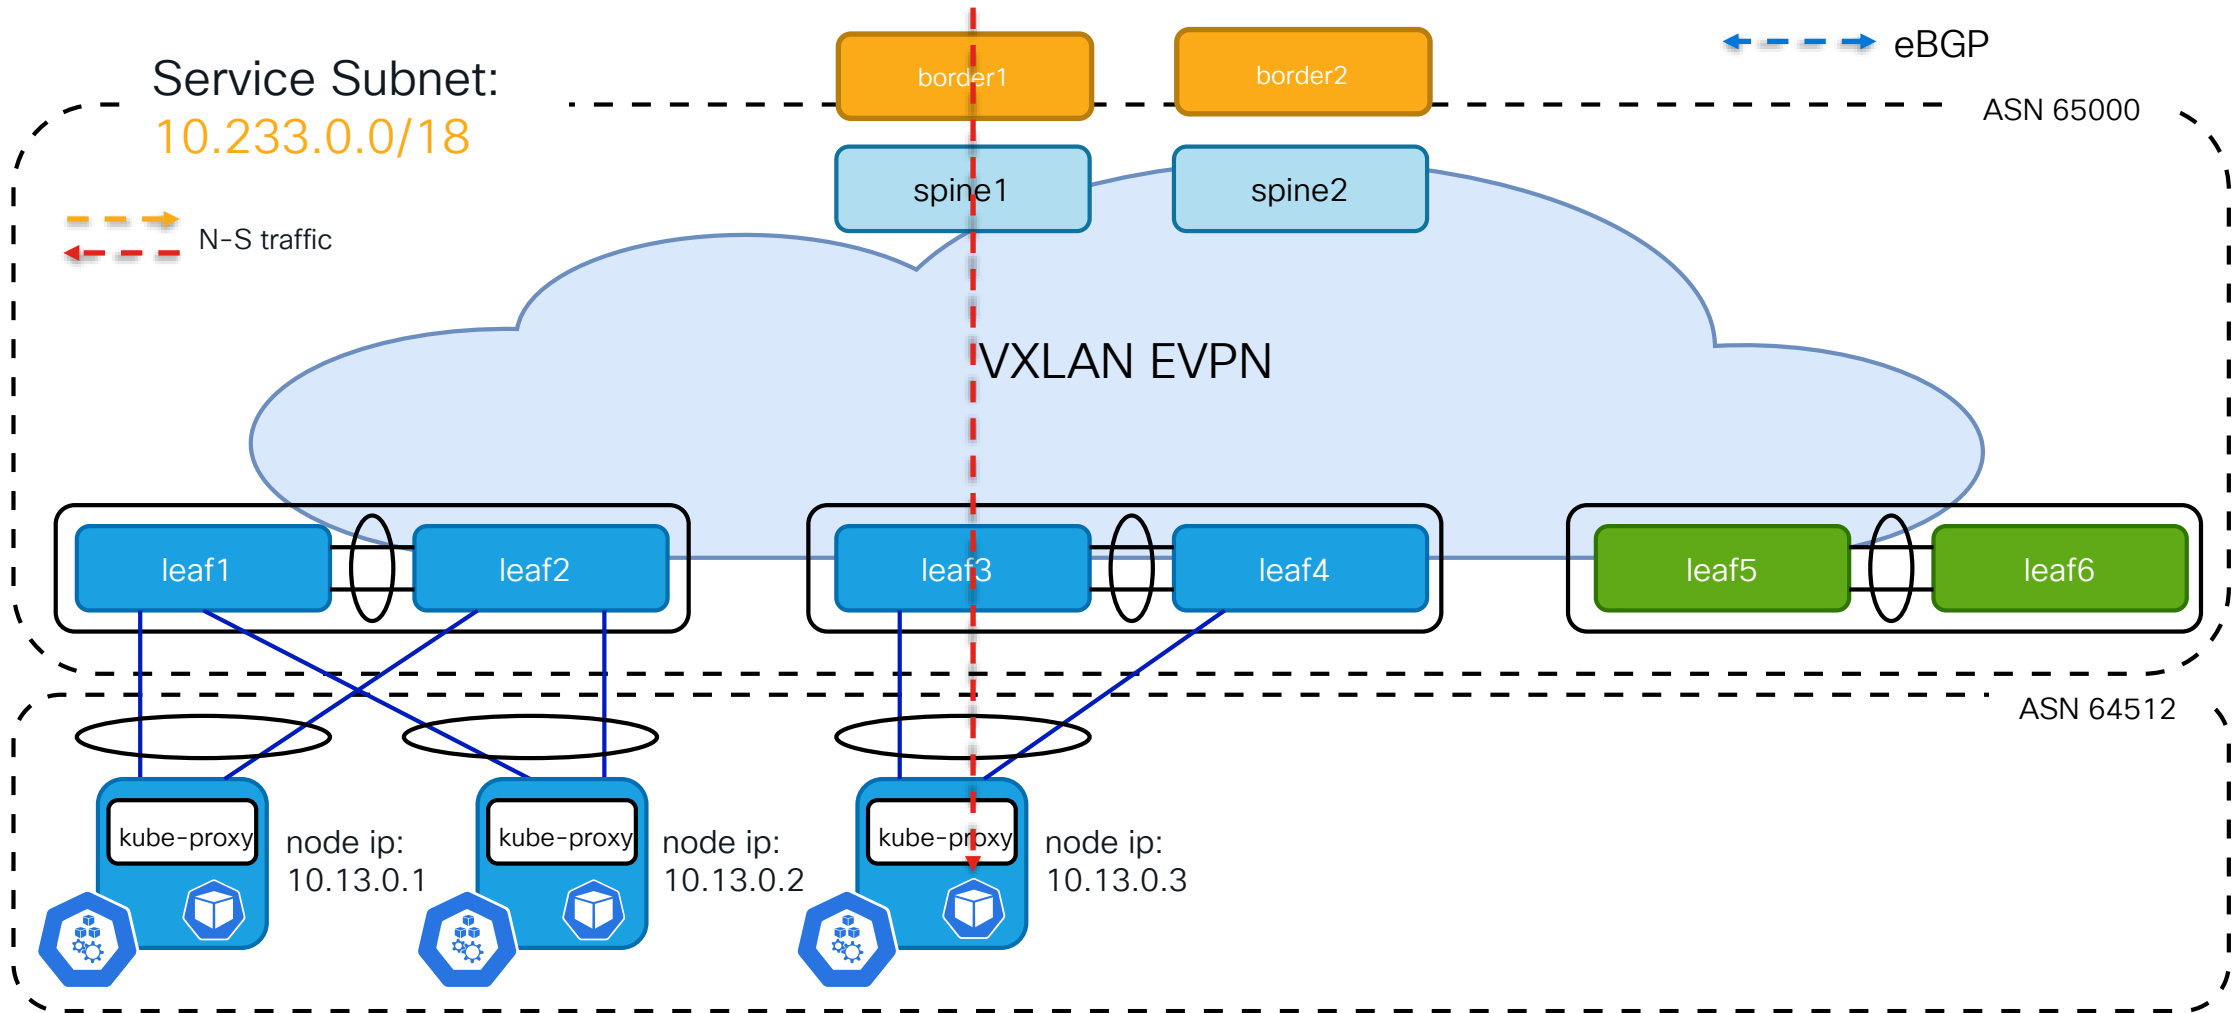 Service Subnet:
10.233.0.0/18
border1
border2
eBGP
ASN 65000
spine1
spine2
N-S traffic
VXLAN EVPN
leaf1
leaf2
leaf3
leaf4
leaf5
leaf6
ASN 64512
kube-proxy
node ip:
10.13.0.1
kube-proxy
node ip:
10.13.0.2
kube-proxy
node ip:
10.13.0.3